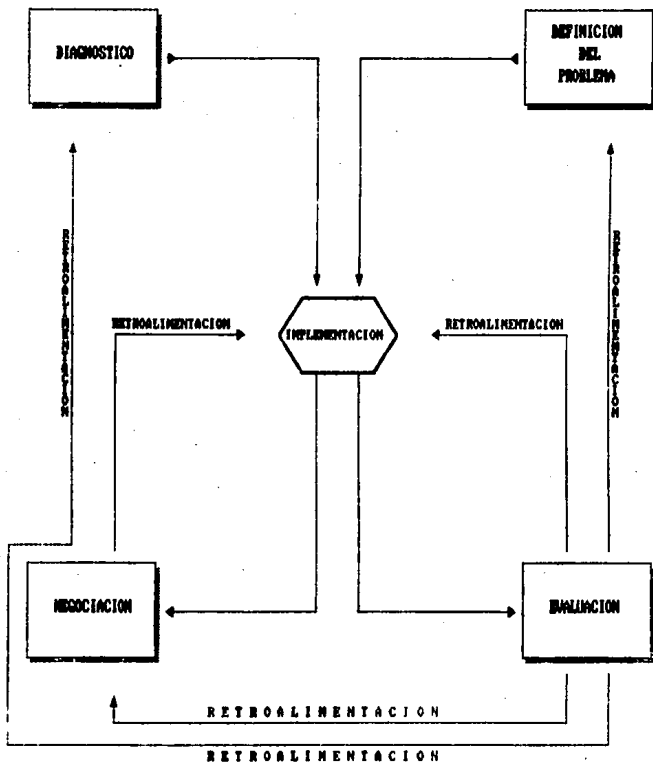 DIAGNOSTICO
DEFINICION
DEL
PROBLEMA
RETROALIMENTACION
RETROALIMENTACION
RETROALIMENTACION
IMPLEMENTACION
RETROALIMENTACION
NEGOCIACION
EVALUACION
RETROALIMENTACION
RETROALIMENTACION